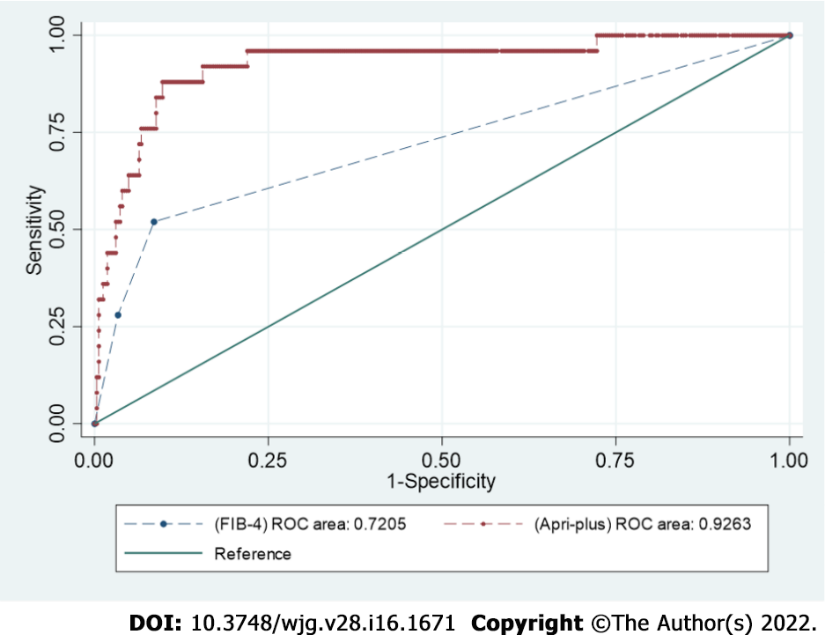 1.00
0.75
0.50
0.25
0.00
Sensitivity
0.00 0.25 0.50 0.75 1.00
1-Specificity
(FIB-4) ROC area: 0.7205 (Apri-plus) ROC area: 0.9263
Reference
DOI: 10.3748/wjg.v28.i16.1671 Copyright ©The Author(s) 2022.